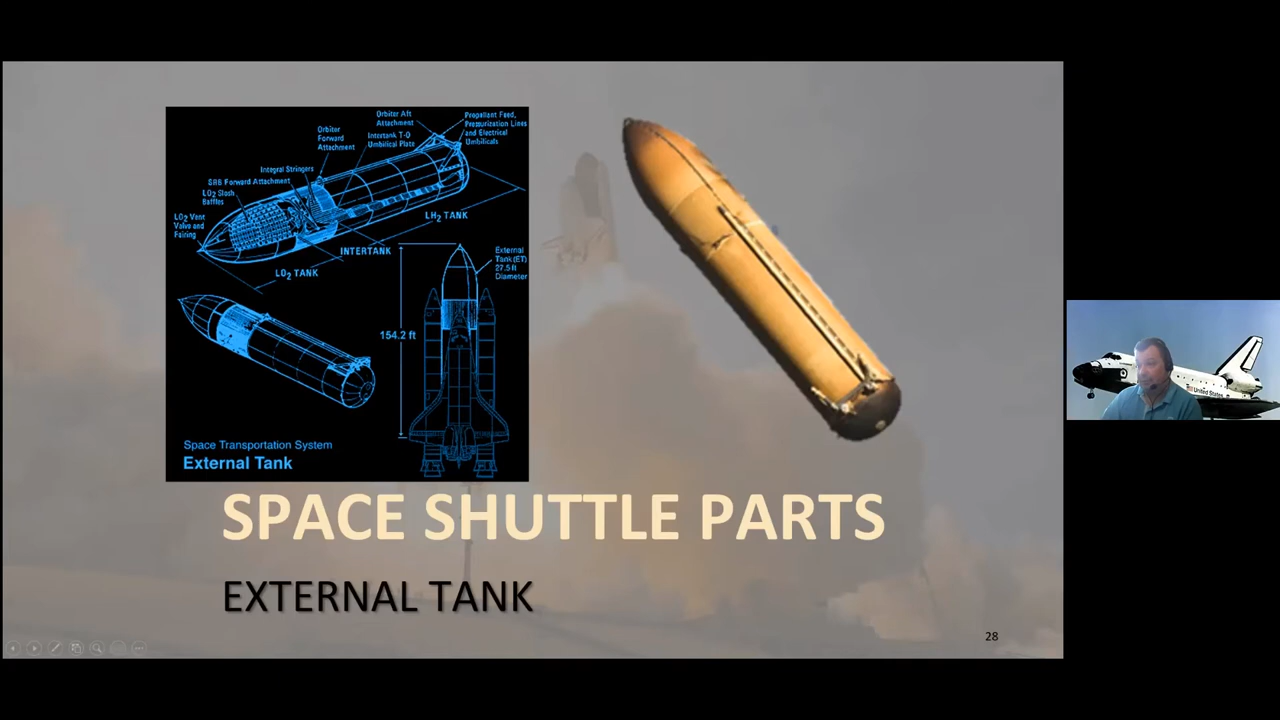 Orbiter Aft
Attachment
Propellant Feed,
Pressurization Lines
and Electrical
Umbilicals
Orbiter
Forward
Attachment
Intertank T-O
Umbilical Plate
Integral Stringers
SRB Forward Attachment
LO2 Slosh
Baffles
LO2 Vent
Valve and
Fairing
LH2 TANK
INTERTANK
LO2 TANK
External
Tank (ET)
27.5 ft
Diameter
154.2 ft
Space Transportation System
External Tank
SPACE SHUTTLE PARTS
EXTERNAL TANK
28
United States